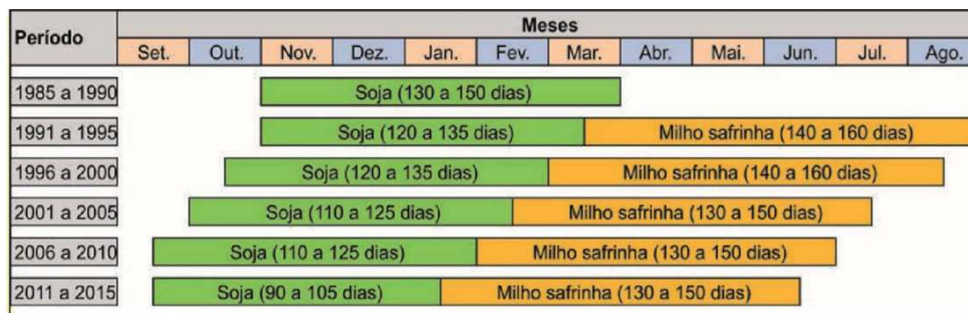 Período
Meses
Set. Out. Nov. Dez. Jan. Fev. Mar. Abr. Mai. Jun. Jul. Ago.
1985 a 1990 Soja (130 a 150 dias)
1991 a 1995 Soja (120 a 135 dias) Milho safrinha (140 a 160 dias)
1996 a 2000 Soja (120 a 135 dias) Milho safrinha (140 a 160 dias)
2001 a 2005 Soja (110 a 125 dias) Milho safrinha (130 a 150 dias)
2006 a 2010 Soja (110 a 125 dias) Milho safrinha (130 a 150 dias)
2011 a 2015 Soja (90 a 105 dias) Milho safrinha (130 a 150 dias)